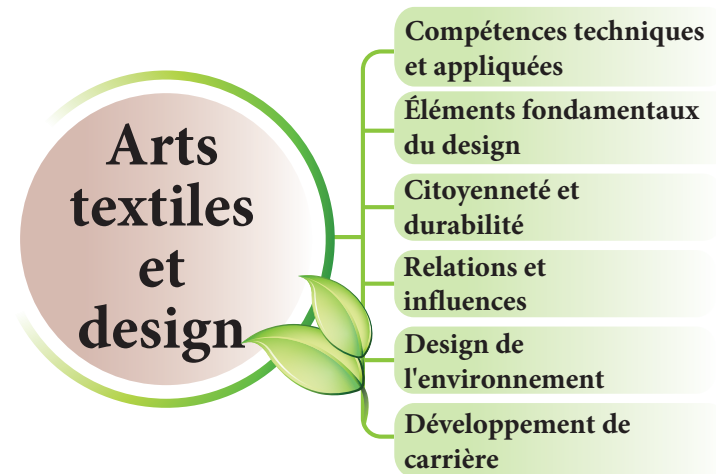 Arts
textiles
et
design
Compétences techniques
et appliquées
Éléments fondamentaux
du design
Citoyenneté et
durabilité
Relations et
influences
Design de
l'environnement
Développement de
carrière